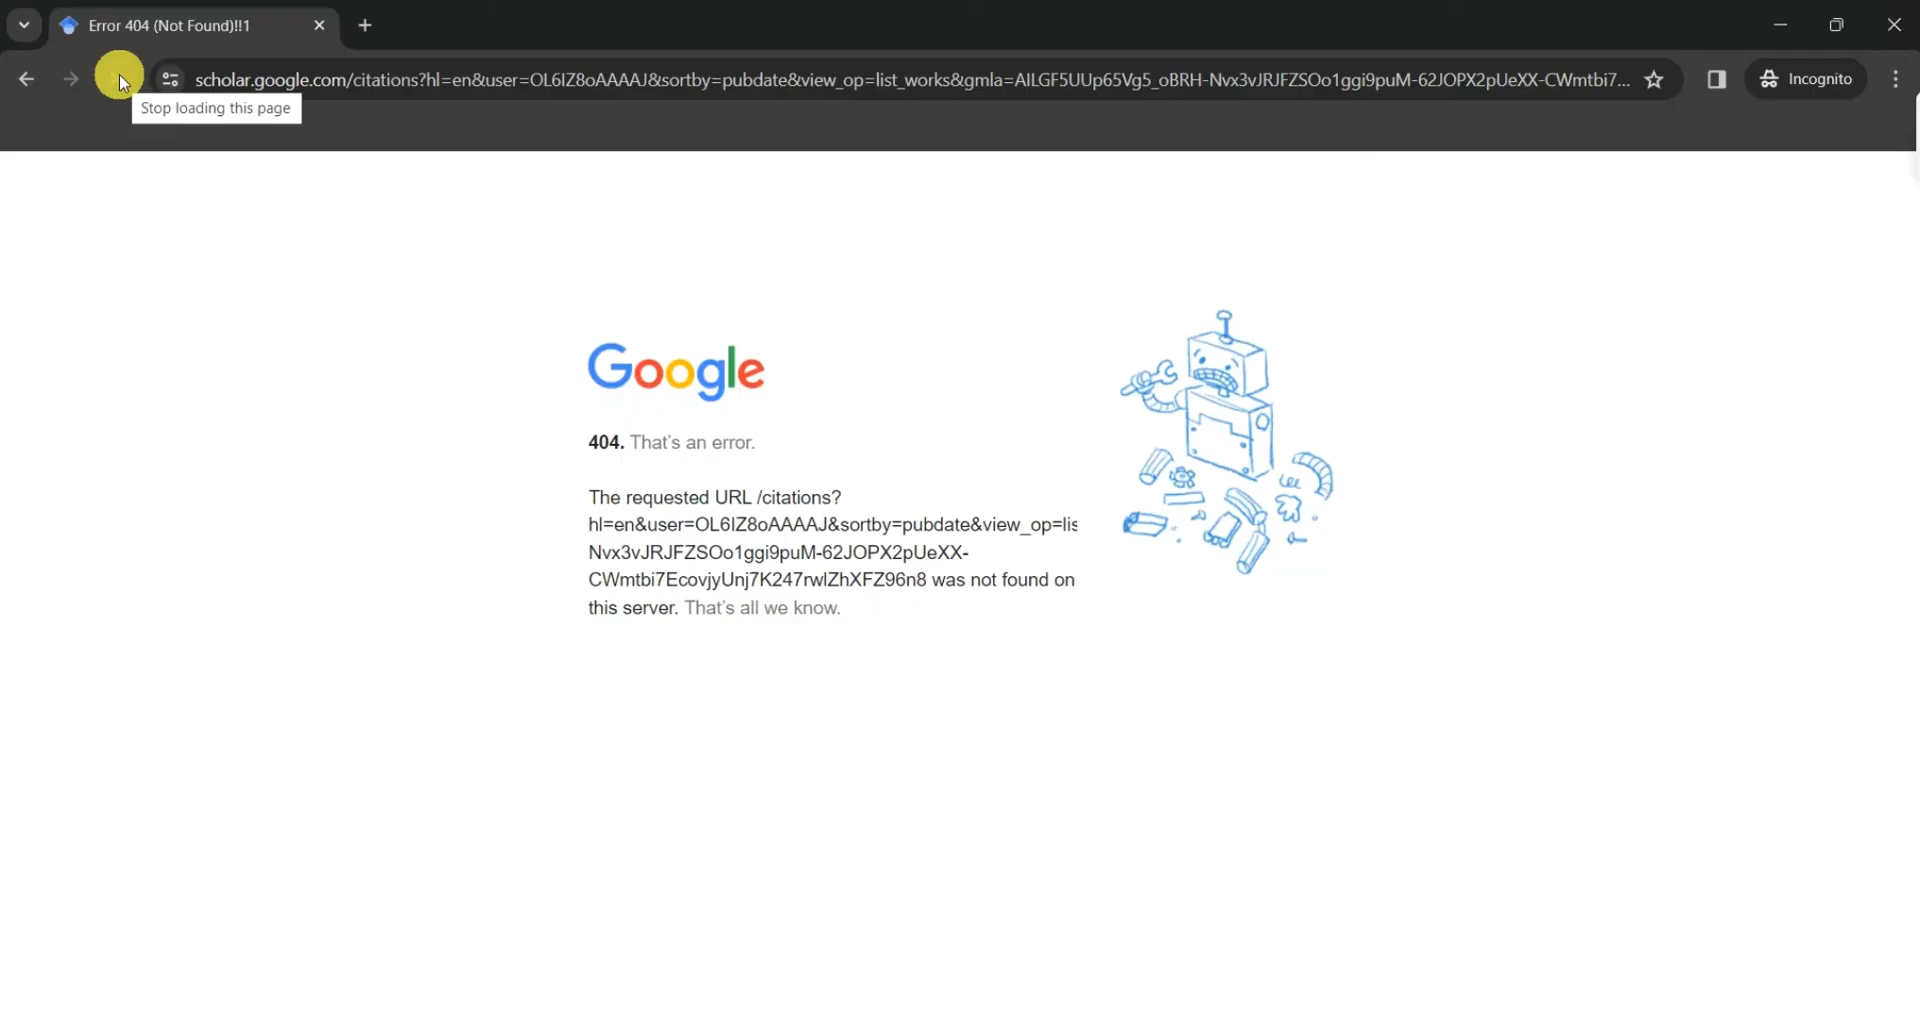 Error 404 (Not Found)!!1
scholar.google.com/citations?hl=en&user=OL6IZ8oAAAAJ&sortby=pubdate&view_op=list_works&gmla=AILGF5UUp65Vg5_oBRH-Nvx3vJRJFZSOo1ggi9puM-62JOPX2pUeXX-CWmtbi7...
Incognito
Stop loading this page
Google
404. That's an error.
The requested URL /citations?
hl=en&user=OL6IZ8oAAAAJ&sortby=pubdate&view_op=lis
Nvx3vJRJFZSOo1ggi9puM-62JOPX2pUeXX-
CWmtbi7EcovjyUnj7K247rwlZhXFZ96n8 was not found on
this server. That's all we know.